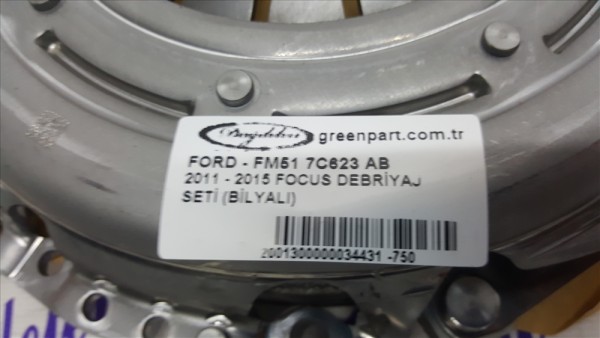 greenpart.com.tr
FORD - FM51 7C623 AB
2011 - 2015 FOCUS DEBRİYAJ
SETİ (BİLYALI)
2001300000034431 -750